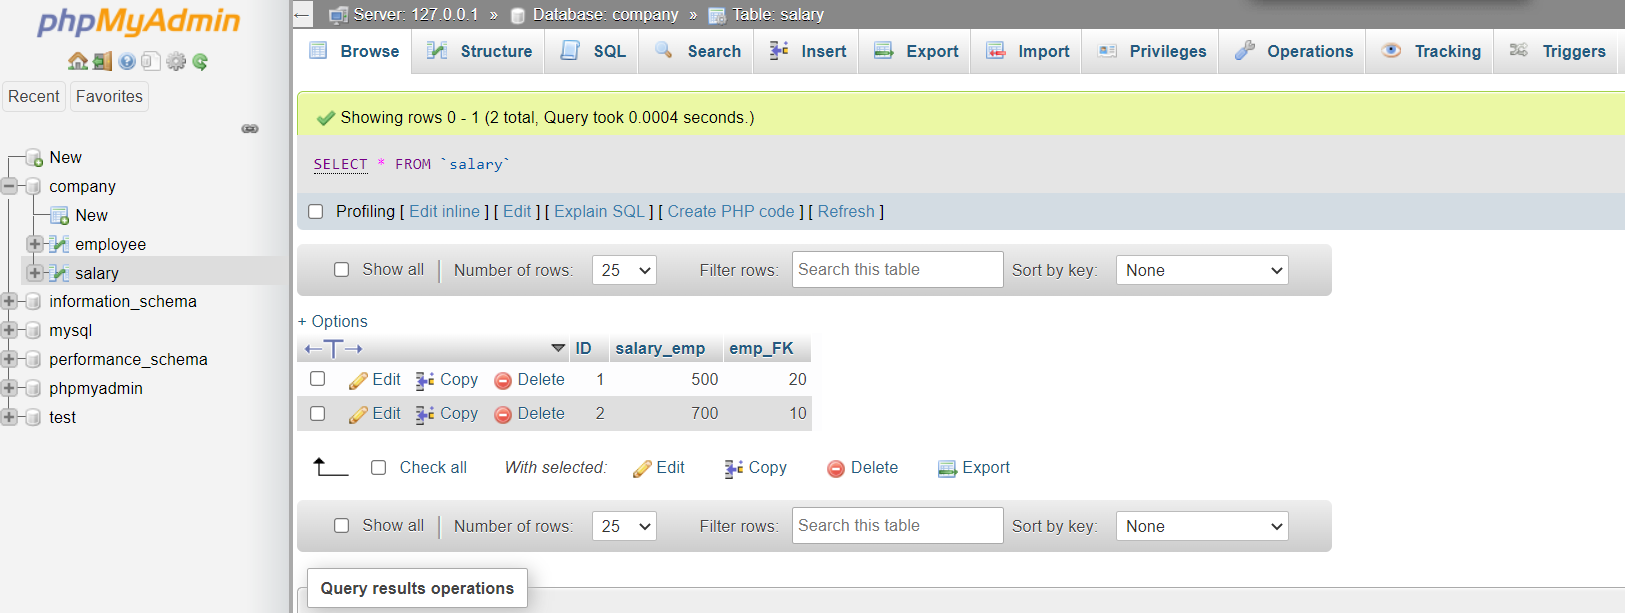 phpMyAdmin
Recent Favorites
New
company
New
employee
salary
information_schema
mysql
performance_schema
phpmyadmin
test
Server: 127.0.0.1 » Database: company » Table: salary
Browse Structure SQL Search Insert Export Import Privileges Operations Tracking Triggers
Showing rows 0 - 1 (2 total, Query took 0.0004 seconds.)
SELECT * FROM `salary`
Profiling [ Edit inline ] [ Edit ] [ Explain SQL ] [ Create PHP code ] [ Refresh ]
Show all Number of rows: 25 Filter rows: Search this table Sort by key: None
+ Options
←T→ ID salary_emp emp_FK
Edit Copy Delete 1 500 20
Edit Copy Delete 2 700 10
Check all With selected: Edit Copy Delete Export
Show all Number of rows: 25 Filter rows: Search this table Sort by key: None
Query results operations